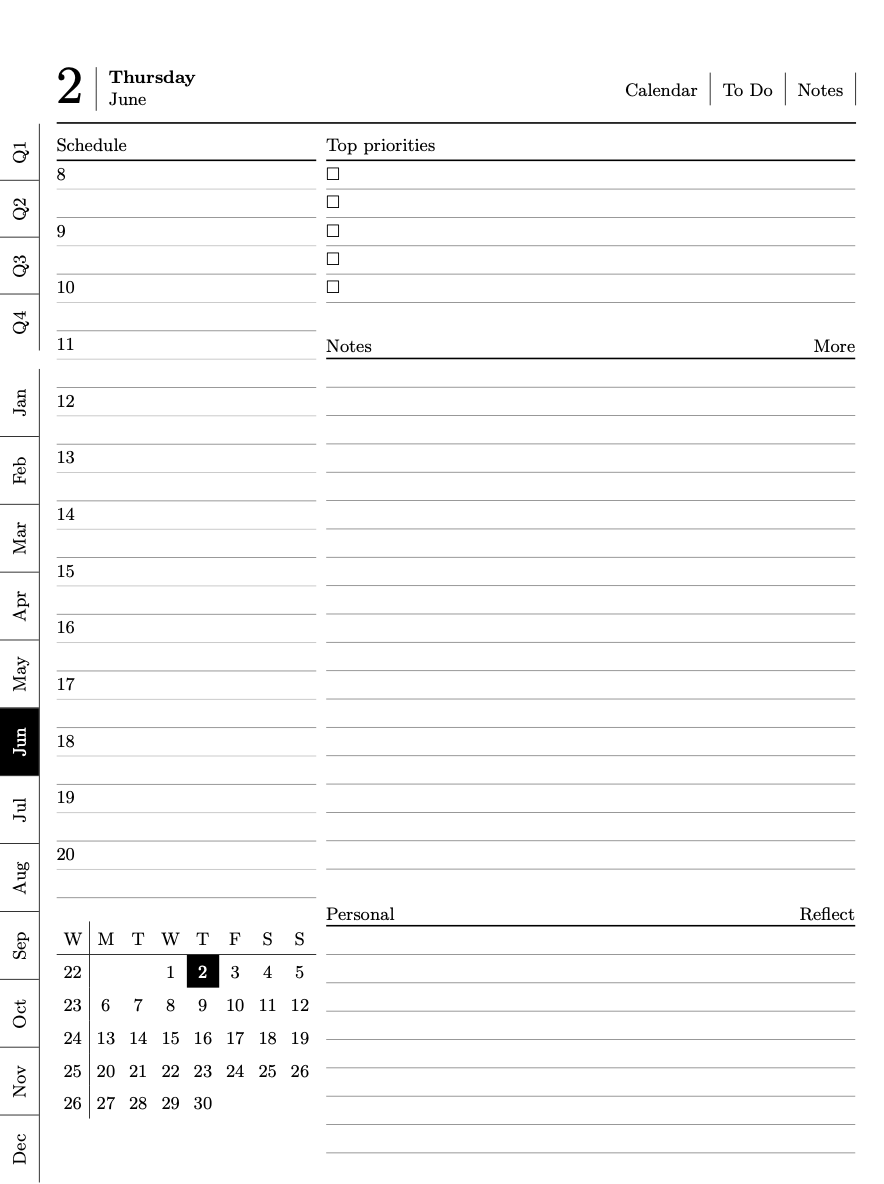 2
Thursday
June
Calendar To Do Notes
Q1
Q2
Q3
Q4
Jan
Feb
Mar
Apr
May
Jun
Jul
Aug
Sep
Oct
Nov
Dec
Schedule
8
9
10
11
12
13
14
15
16
17
18
19
20
W M T W T F S S
22 1 2 3 4 5
23 6 7 8 9 10 11 12
24 13 14 15 16 17 18 19
25 20 21 22 23 24 25 26
26 27 28 29 30
Top priorities
Notes More
Personal Reflect